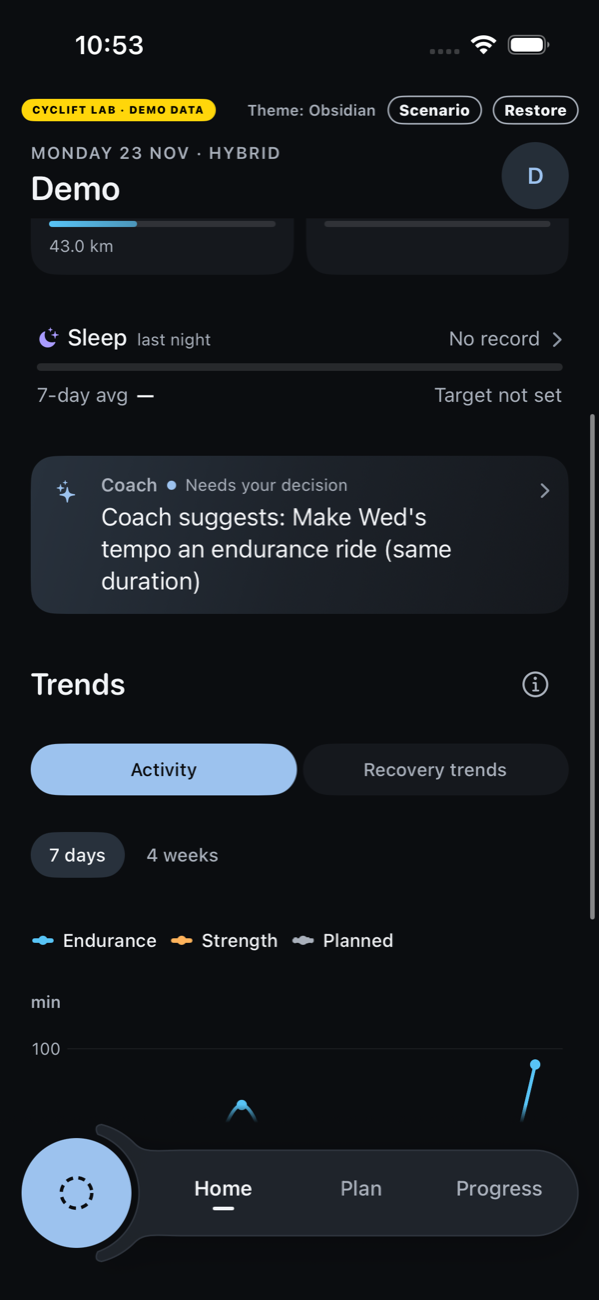 10:53
CYCLIFT LAB · DEMO DATA
Theme: Obsidian
Scenario
Restore
MONDAY 23 NOV · HYBRID
Demo
D
43.0 km
Sleep last night
No record
7-day avg —
Target not set
Coach • Needs your decision
Coach suggests: Make Wed's
tempo an endurance ride (same
duration)
Trends
Activity
Recovery trends
7 days
4 weeks
Endurance
Strength
Planned
min
100
Home
Plan
Progress